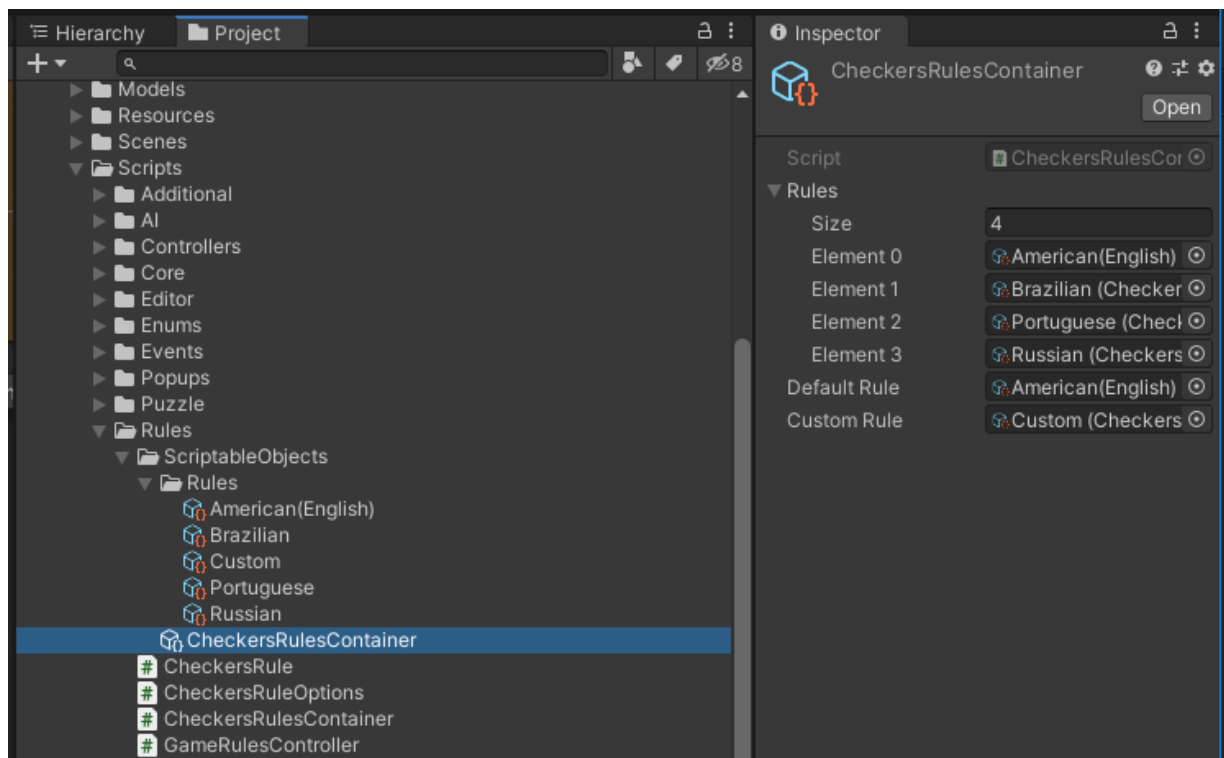 Hierarchy
Project
8
Models
Resources
Scenes
Scripts
Additional
AI
Controllers
Core
Editor
Enums
Events
Popups
Puzzle
Rules
ScriptableObjects
Rules
American(English)
Brazilian
Custom
Portuguese
Russian
{} CheckersRulesContainer
# CheckersRule
# CheckersRuleOptions
# CheckersRulesContainer
# GameRulesController
Inspector
CheckersRulesContainer
Open
Script # CheckersRulesCor
Rules
Size 4
Element 0 American(English)
Element 1 Brazilian (Checker
Element 2 Portuguese (Check
Element 3 Russian (Checkers
Default Rule American(English)
Custom Rule Custom (Checkers